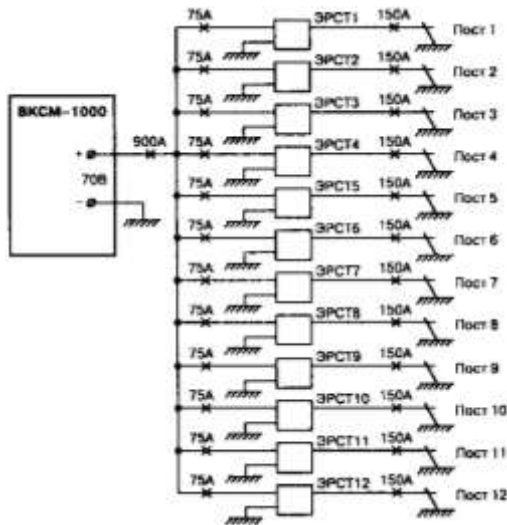 75А ЭРСТ1 150А Пост 1
75А ЭРСТ2 150А Пост 2
ВКСМ-1000
75А ЭРСТ3 150А Пост 3
+ 900А 75А ЭРСТ4 150А Пост 4
70В
- 75А ЭРСТ5 150А Пост 5
75А ЭРСТ6 150А Пост 6
75А ЭРСТ7 150А Пост 7
75А ЭРСТ8 150А Пост 8
75А ЭРСТ9 150А Пост 9
75А ЭРСТ10 150А Пост 10
75А ЭРСТ11 150А Пост 11
75А ЭРСТ12 150А Пост 12